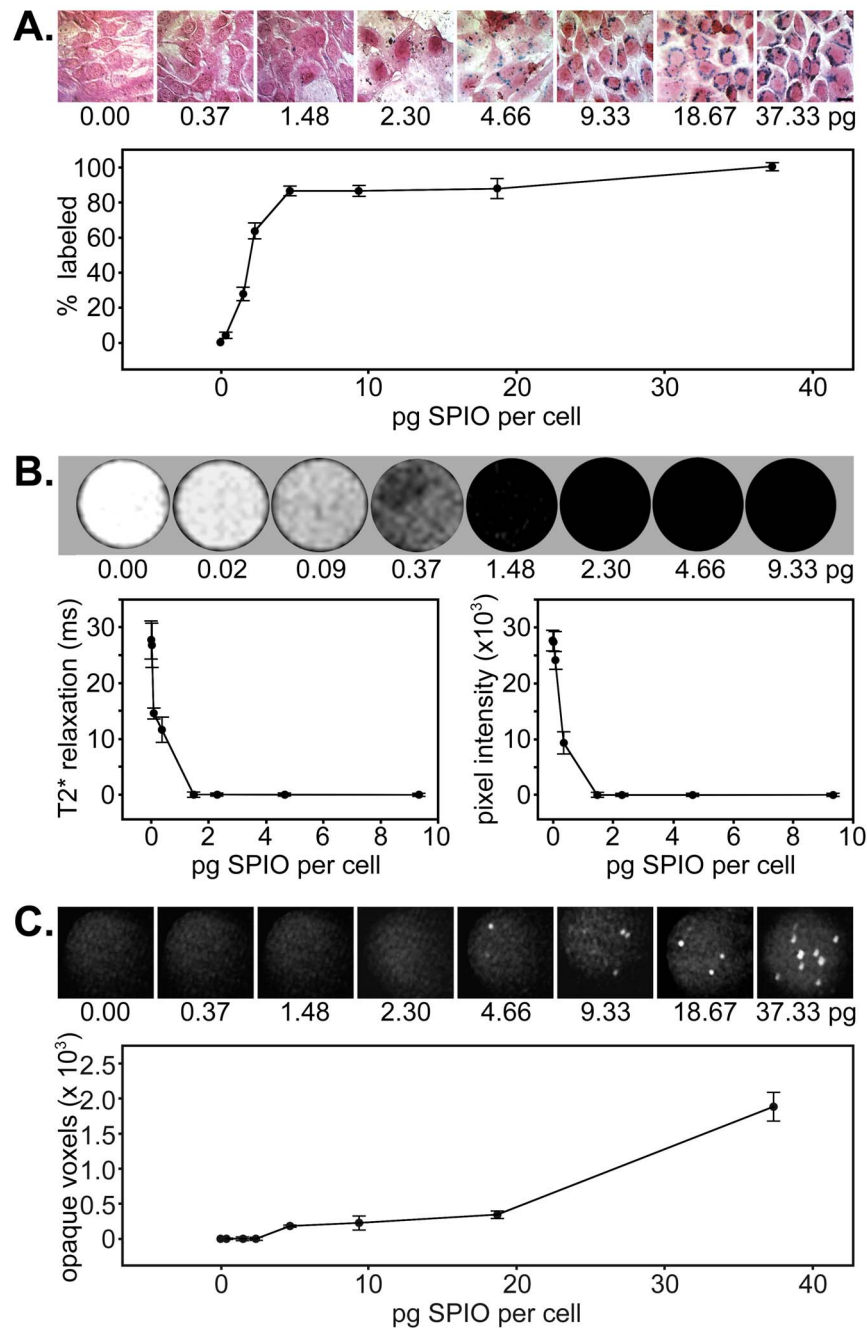 A.
0.00 0.37 1.48 2.30 4.66 9.33 18.67 37.33 pg
% labeled
100
80
60
40
20
0
0 10 20 30 40
pg SPIO per cell
B.
0.00 0.02 0.09 0.37 1.48 2.30 4.66 9.33 pg
T2* relaxation (ms)
30
20
10
0
0 2 4 6 8 10
pg SPIO per cell
pixel intensity (x10³)
30
20
10
0
0 2 4 6 8 10
pg SPIO per cell
C.
0.00 0.37 1.48 2.30 4.66 9.33 18.67 37.33 pg
opaque voxels (x 10³)
2.5
2.0
1.5
1.0
0.5
0
0 10 20 30 40
pg SPIO per cell